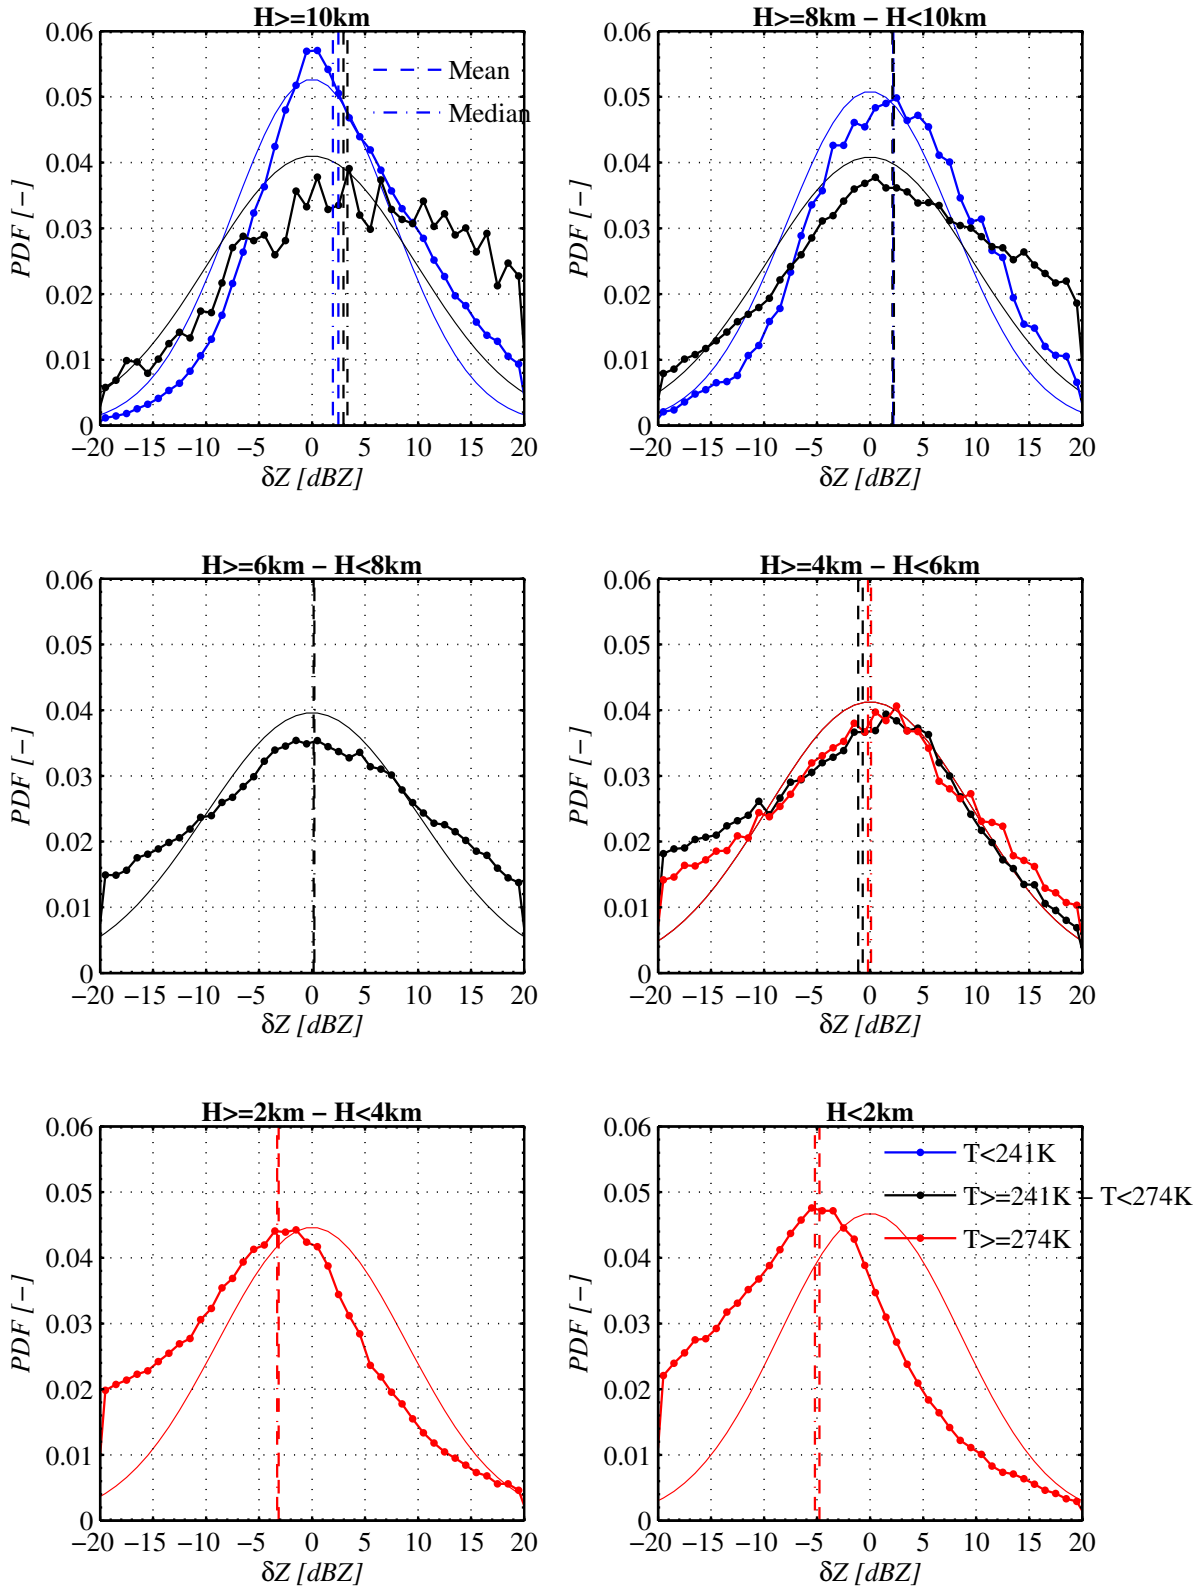 H>=10km
0.06
0.05
0.04
0.03
0.02
0.01
0
PDF [−]
Mean
Median
−20 −15 −10 −5 0 5 10 15 20
δZ [dBZ]
H>=8km − H<10km
0.06
0.05
0.04
0.03
0.02
0.01
0
PDF [−]
−20 −15 −10 −5 0 5 10 15 20
δZ [dBZ]
H>=6km − H<8km
0.06
0.05
0.04
0.03
0.02
0.01
0
PDF [−]
−20 −15 −10 −5 0 5 10 15 20
δZ [dBZ]
H>=4km − H<6km
0.06
0.05
0.04
0.03
0.02
0.01
0
PDF [−]
−20 −15 −10 −5 0 5 10 15 20
δZ [dBZ]
H>=2km − H<4km
0.06
0.05
0.04
0.03
0.02
0.01
0
PDF [−]
−20 −15 −10 −5 0 5 10 15 20
δZ [dBZ]
H<2km
0.06
0.05
0.04
0.03
0.02
0.01
0
PDF [−]
T<241K
T>=241K − T<274K
T>=274K
−20 −15 −10 −5 0 5 10 15 20
δZ [dBZ]